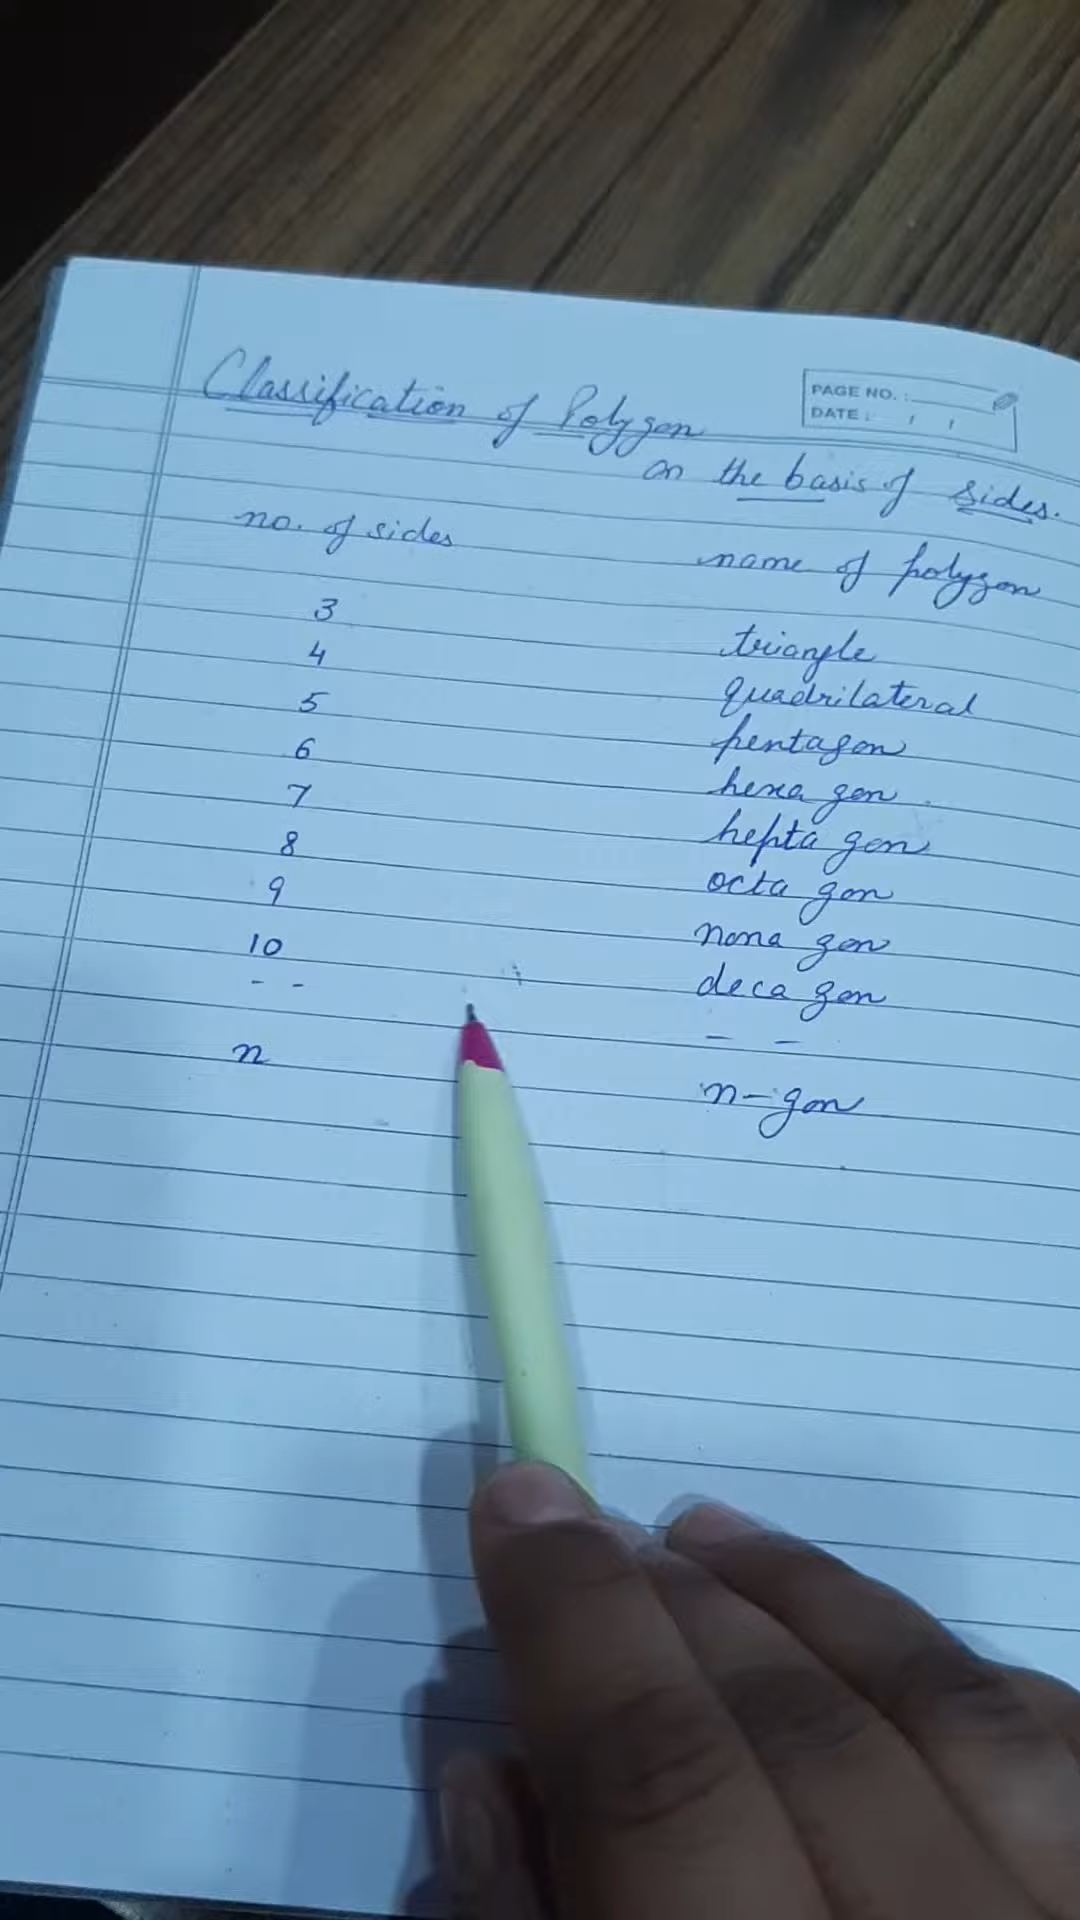 Classification of Polygon
PAGE NO. :
DATE : / /
on the basis of sides.
no. of sides name of polygon
3 triangle
4 quadrilateral
5 pentagon
6 hexa gon
7 hepta gon
8 octa gon
9 nona gon
10 deca gon
- - - -
n n-gon